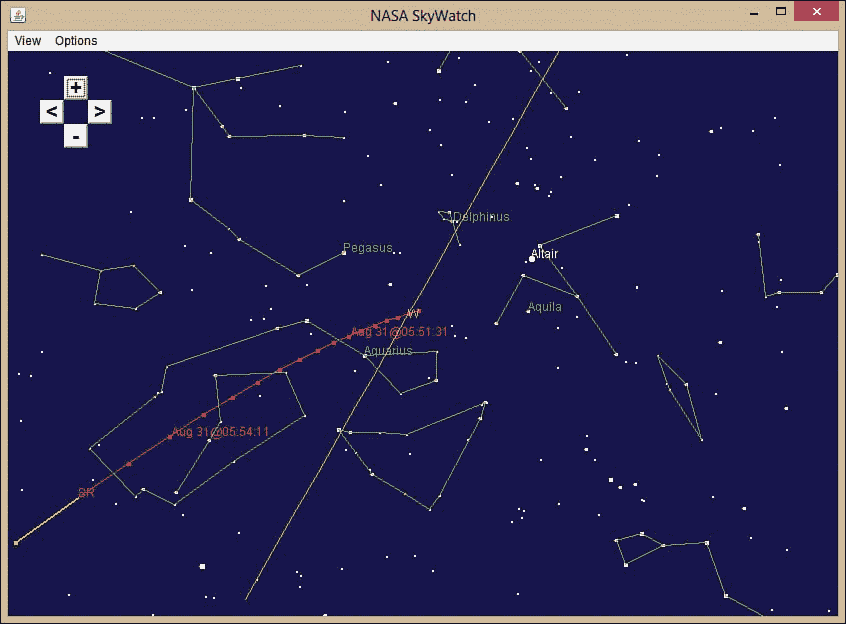 NASA SkyWatch
View Options
+
< >
-
Delphinus
Pegasus
Altair
Aquila
W
Aug 31@05:51:31
Aquarius
Aug 31@05:54:11
SR